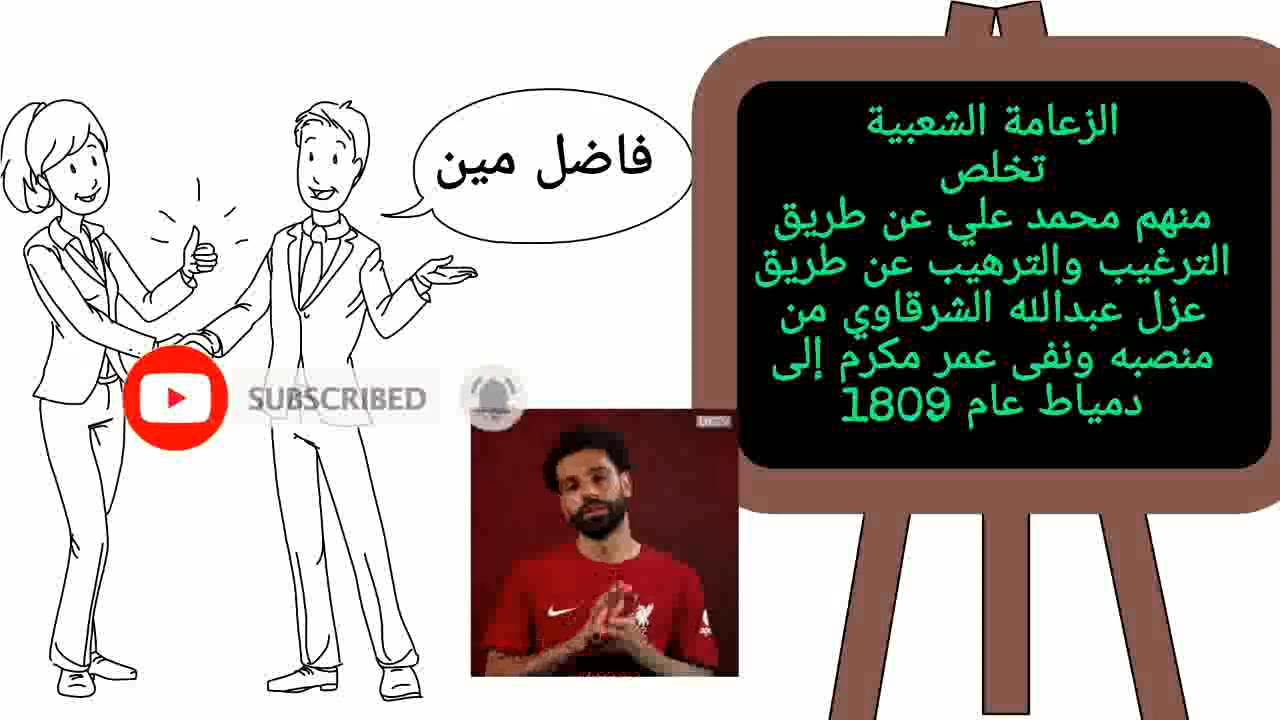 الزعامة الشعبية
تخلص
منهم محمد علي عن طريق
الترغيب والترهيب عن طريق
عزل عبدالله الشرقاوي من
منصبه ونفى عمر مكرم إلى
دمياط عام 1809
فاضل مين
SUBSCRIBED